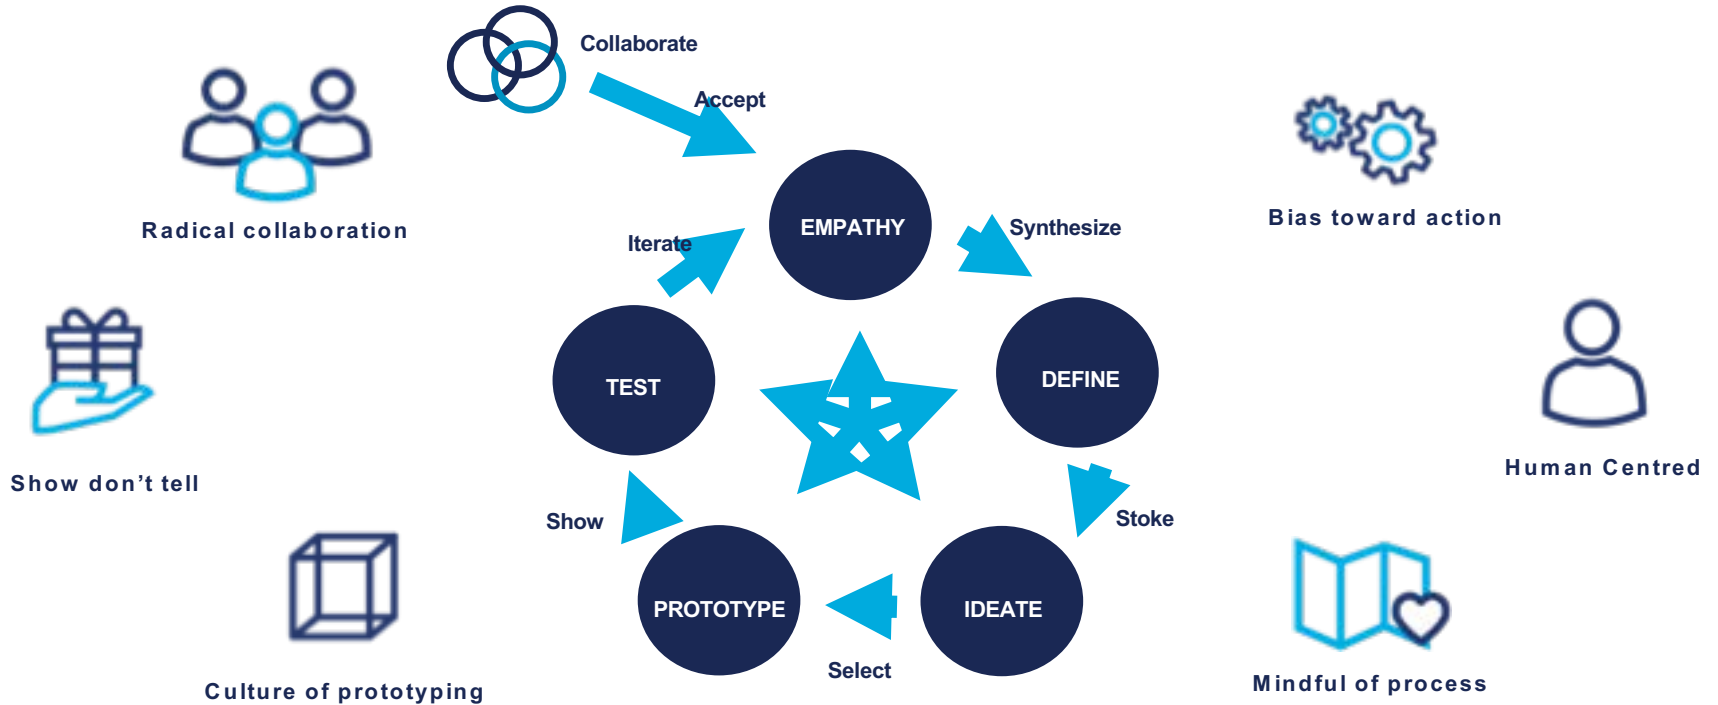 Collaborate
Accept
Radical collaboration
Bias toward action
EMPATHY
Synthesize
Iterate
TEST
DEFINE
Show don’t tell
Human Centred
Show
Stoke
PROTOTYPE
IDEATE
Select
Culture of prototyping
Mindful of process